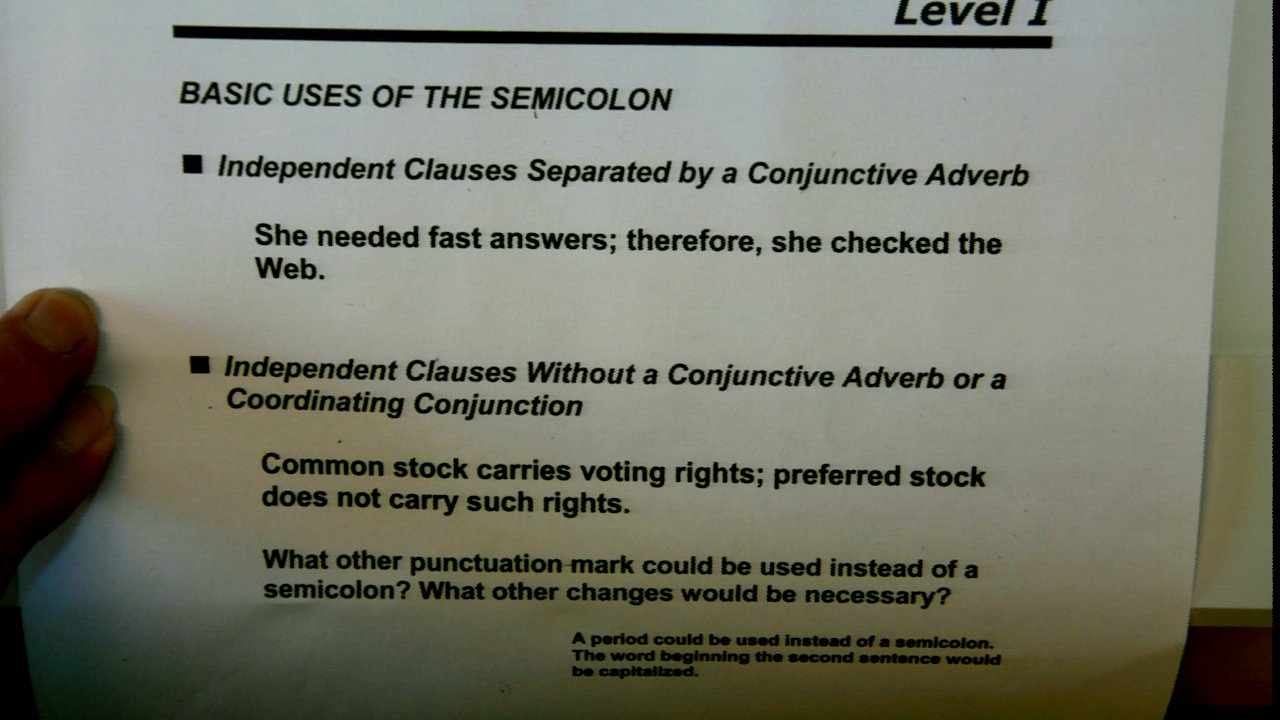 Level I
BASIC USES OF THE SEMICOLON
■ Independent Clauses Separated by a Conjunctive Adverb
She needed fast answers; therefore, she checked the
Web.
■ Independent Clauses Without a Conjunctive Adverb or a
Coordinating Conjunction
Common stock carries voting rights; preferred stock
does not carry such rights.
What other punctuation mark could be used instead of a
semicolon? What other changes would be necessary?
A period could be used instead of a semicolon.
The word beginning the second sentence would
be capitalized.